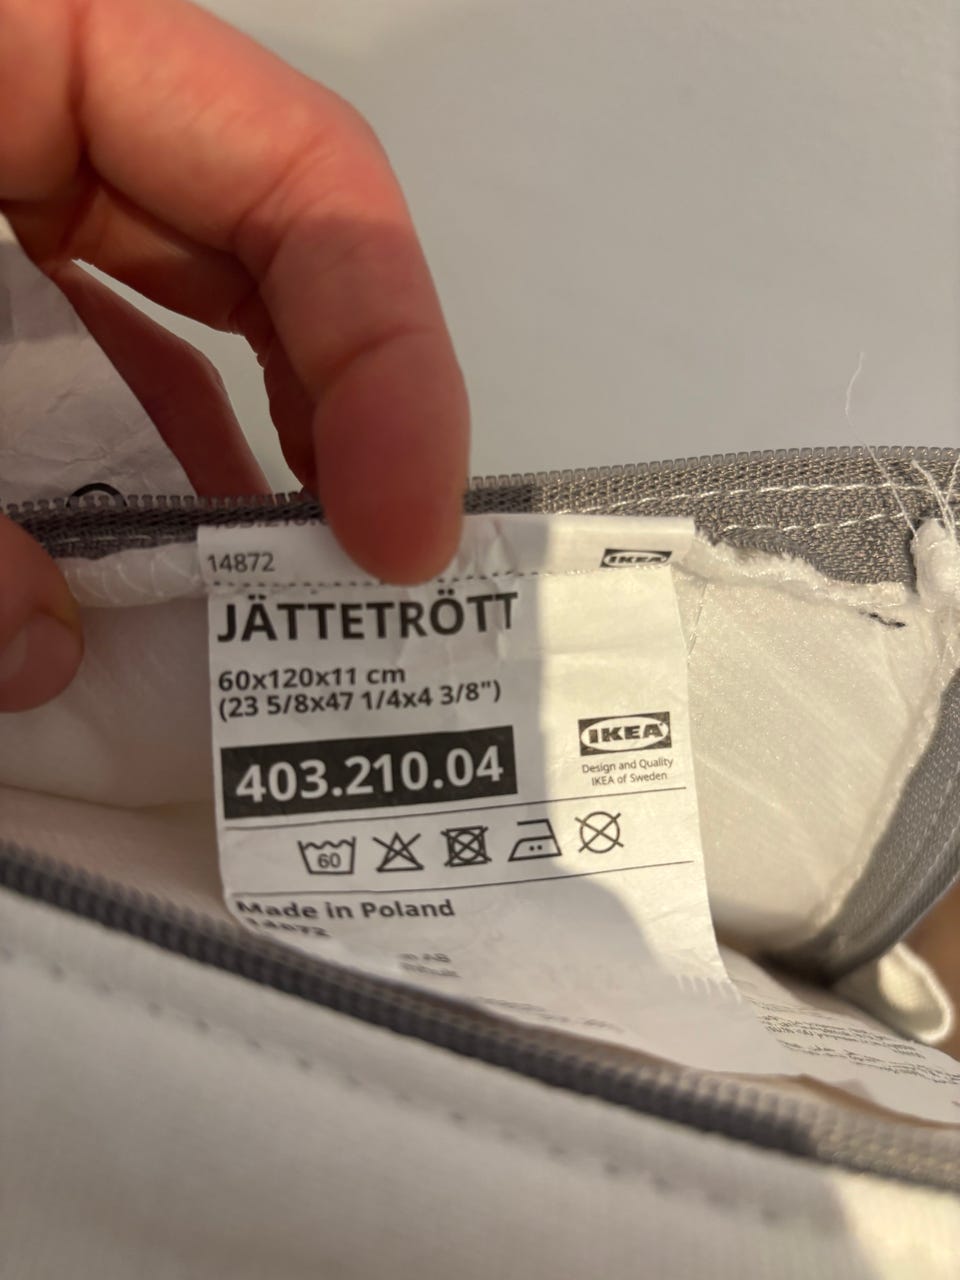 14872
IKEA
JÄTTETRÖTT
60x120x11 cm
(23 5/8x47 1/4x4 3/8")
403.210.04
IKEA
Design and Quality
IKEA of Sweden
60
Made in Poland
14872